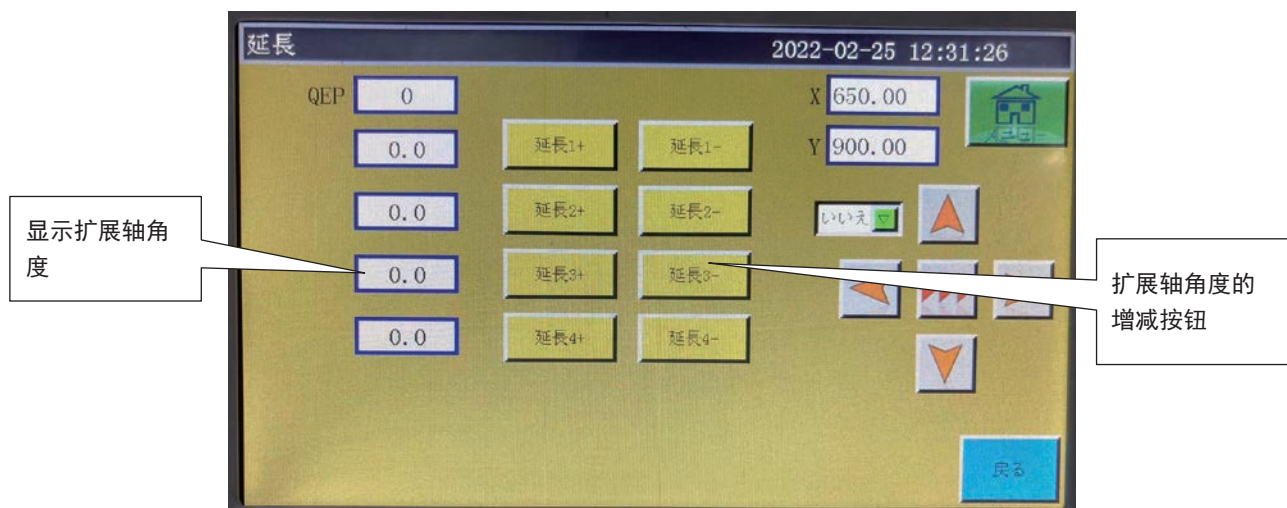 延長
2022-02-25 12:31:26
QEP 0
X 650.00
0.0 延長1+ 延長1-
Y 900.00
0.0 延長2+ 延長2-
いいえ
0.0 延長3+ 延長3-
0.0 延長4+ 延長4-
戻る
显示扩展轴角
度
扩展轴角度的
增减按钮